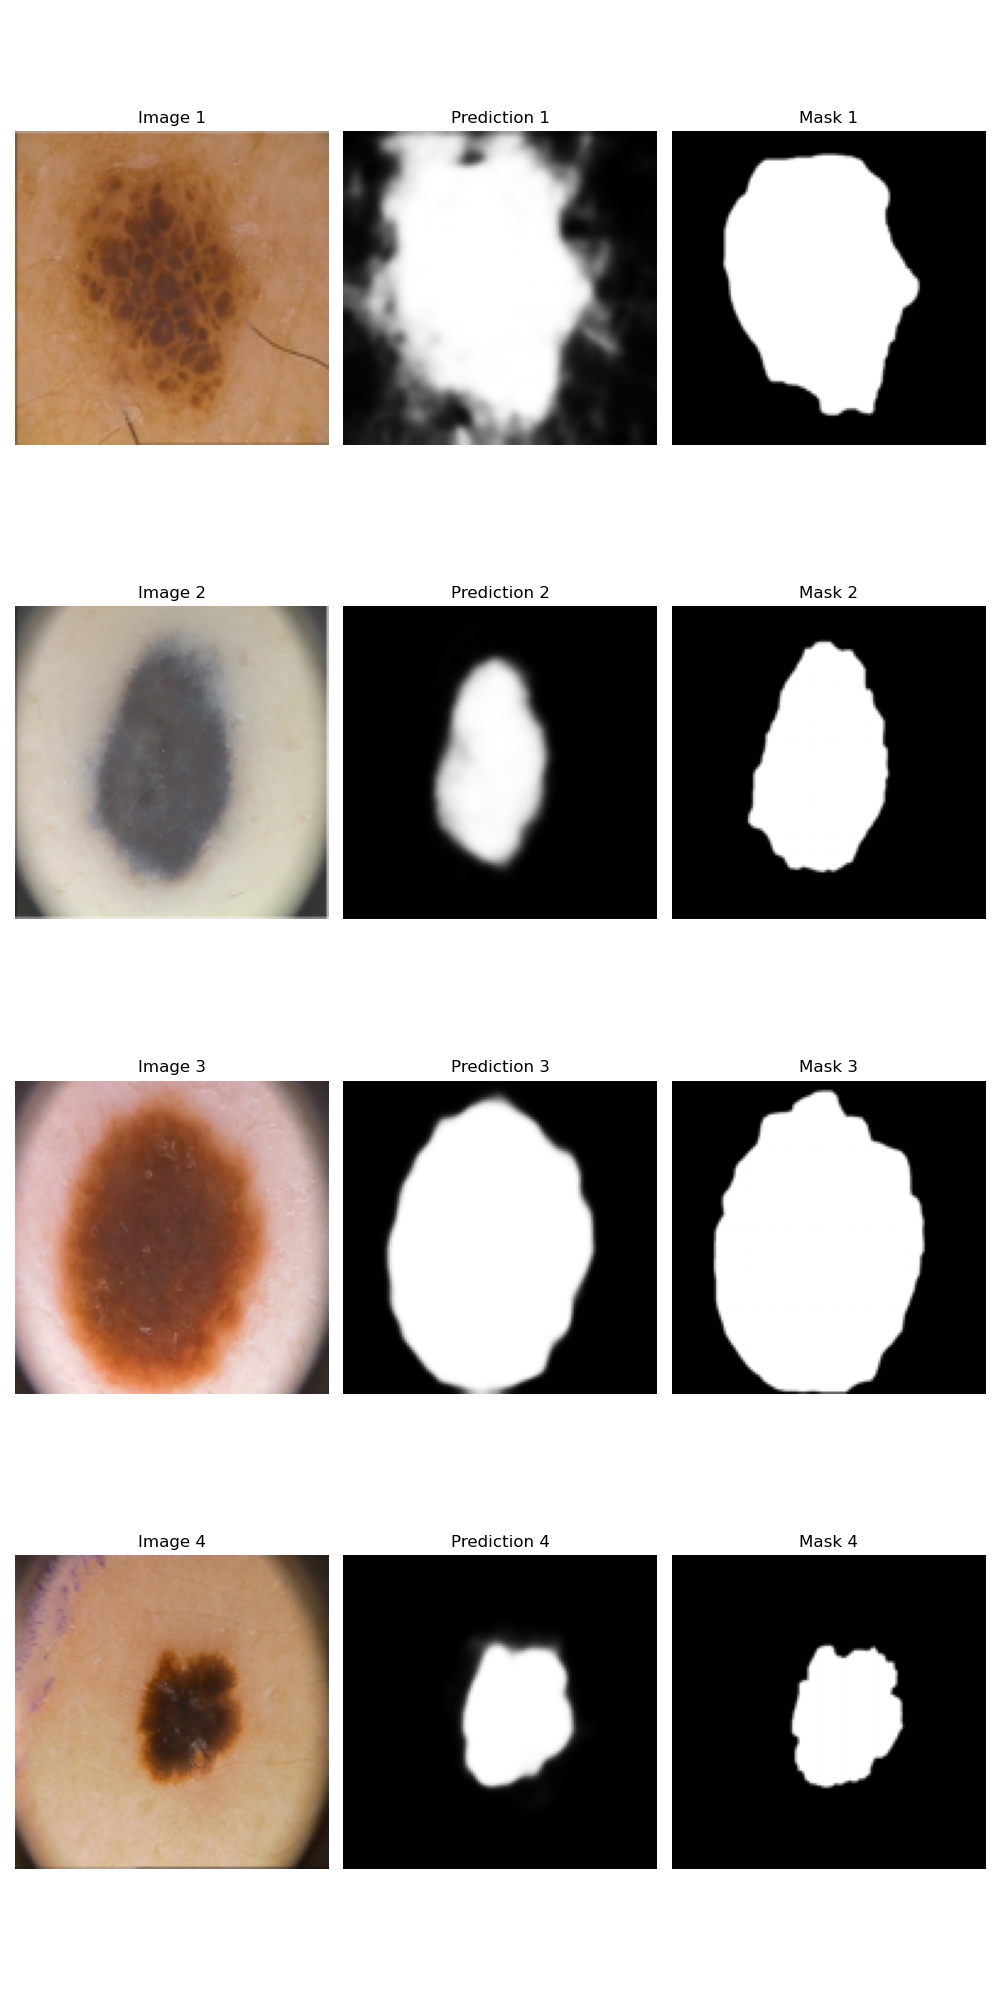 Image 1
Prediction 1
Mask 1
Image 2
Prediction 2
Mask 2
Image 3
Prediction 3
Mask 3
Image 4
Prediction 4
Mask 4